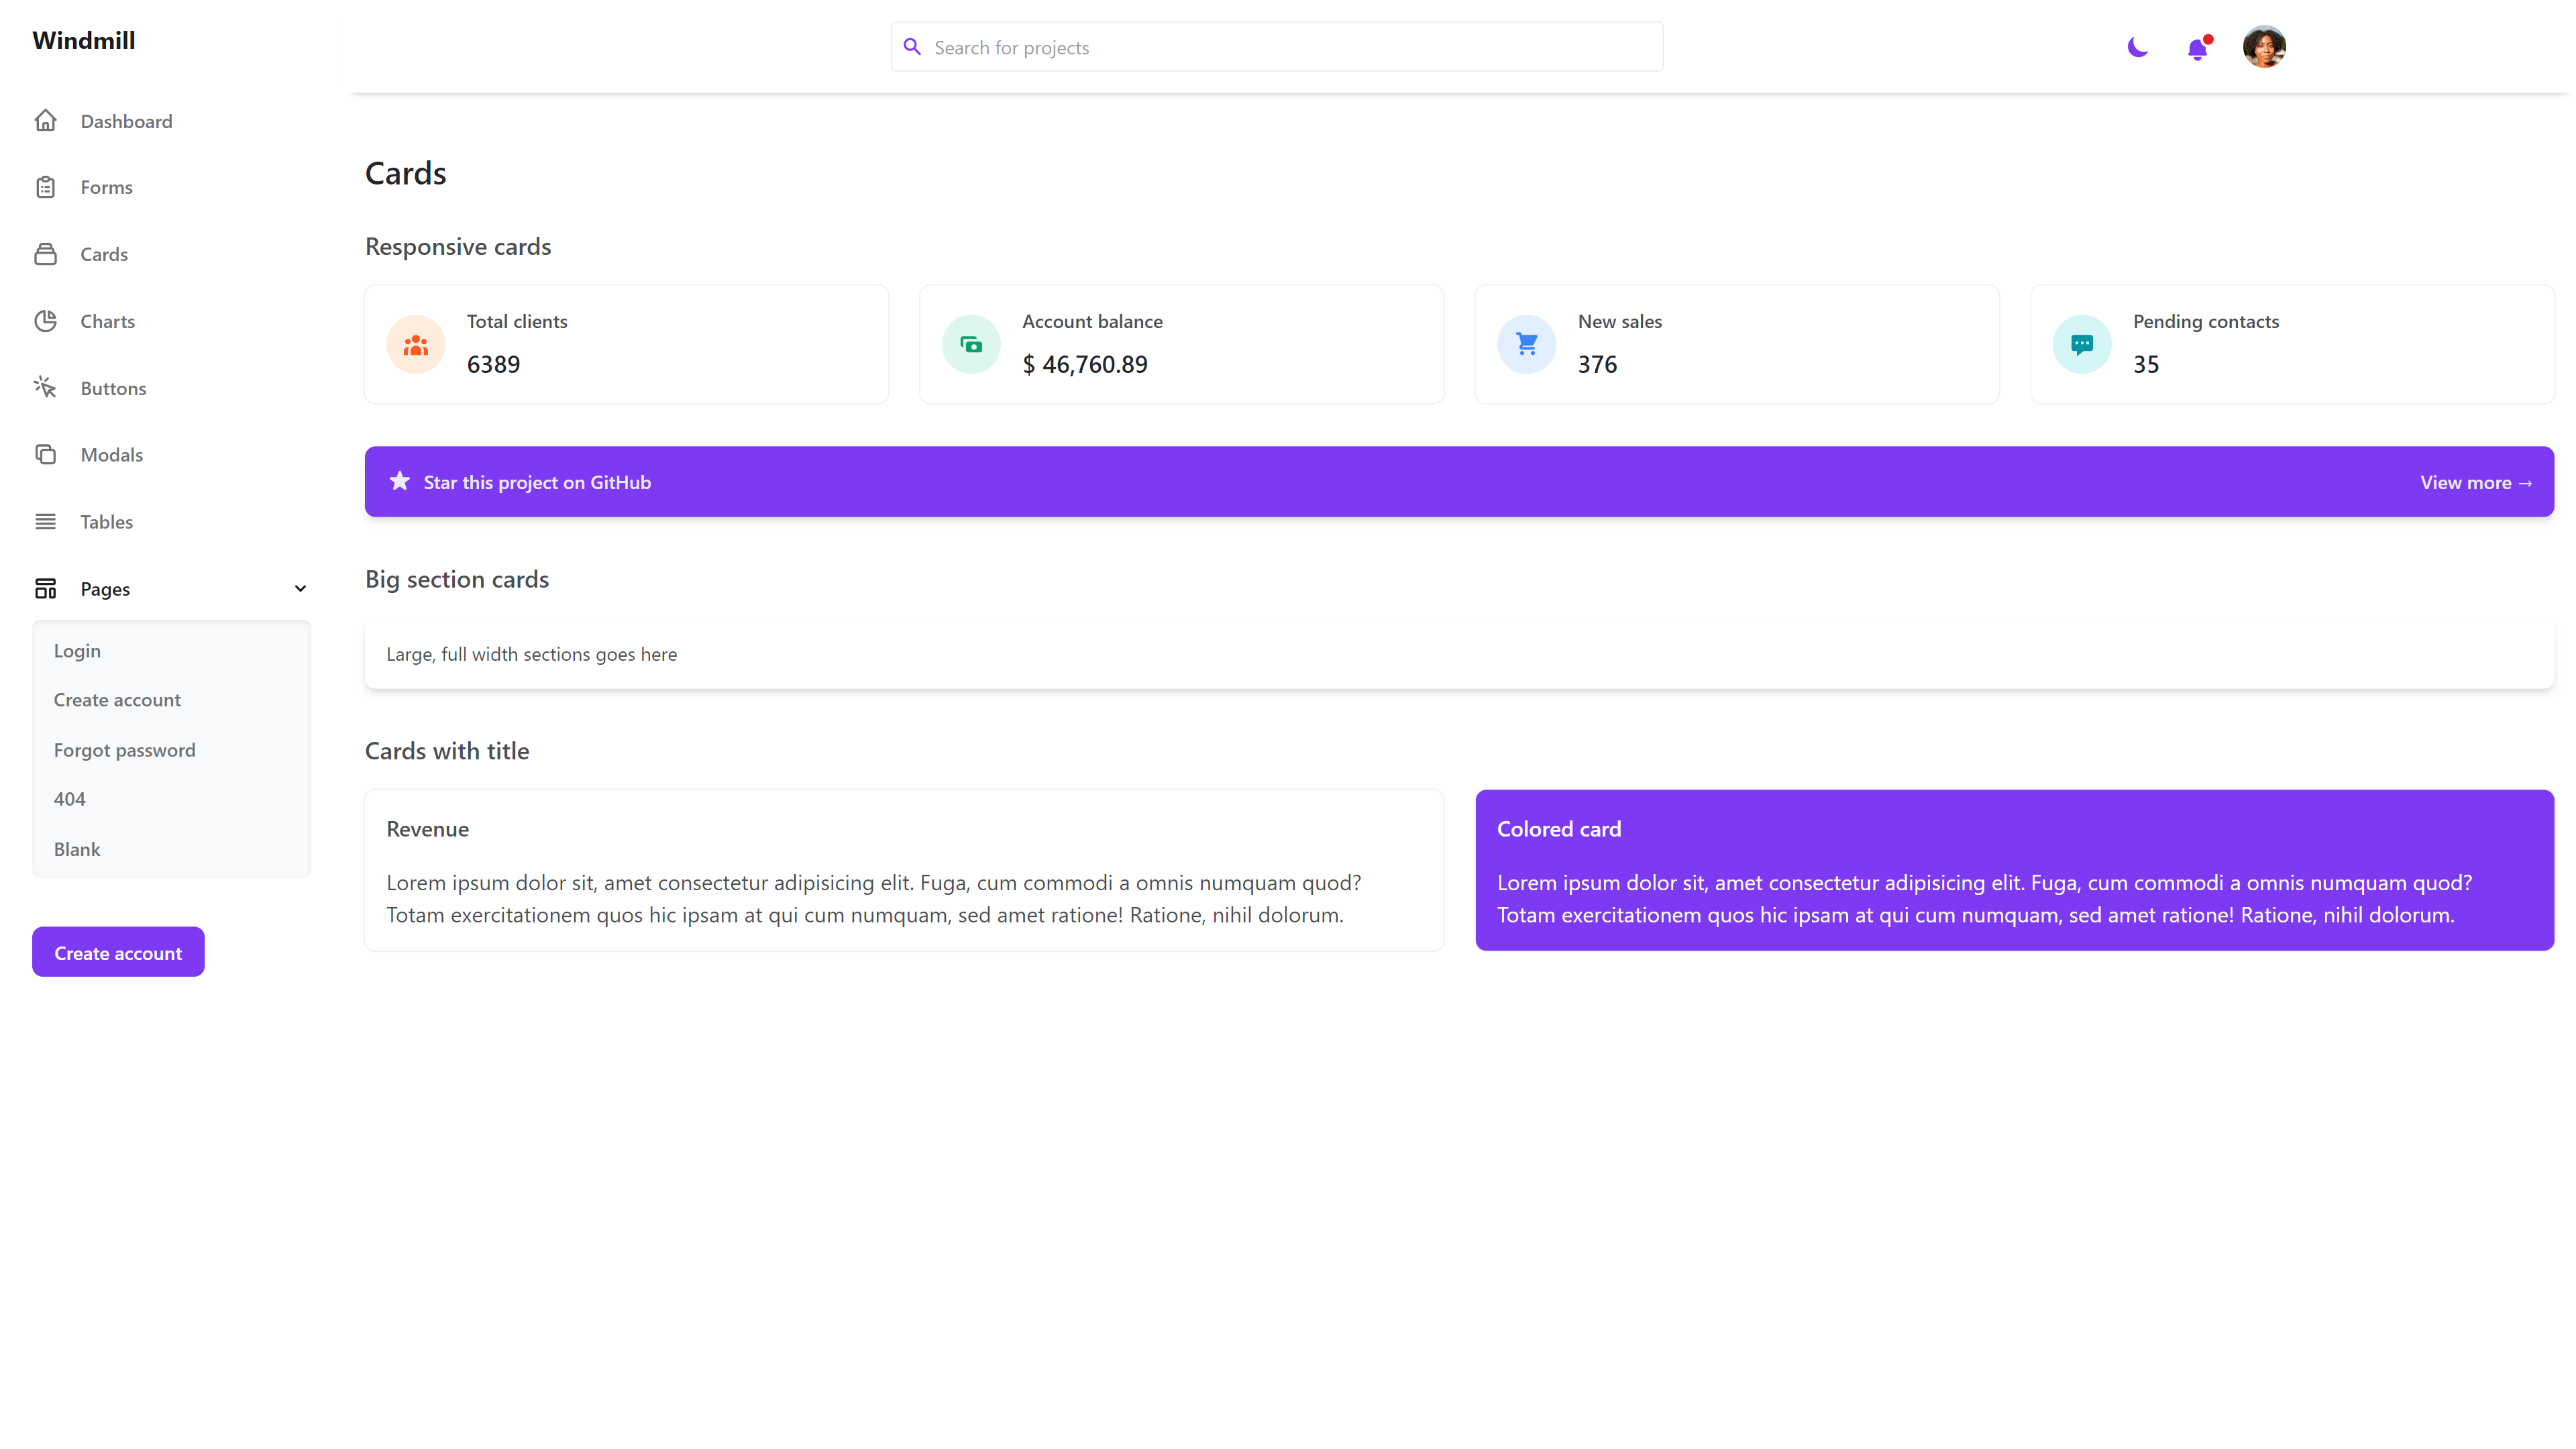 Windmill
Search for projects
Dashboard
Forms
Cards
Charts
Buttons
Modals
Tables
Pages
Login
Create account
Forgot password
404
Blank
Create account
Cards
Responsive cards
Total clients
6389
Account balance
$ 46,760.89
New sales
376
Pending contacts
35
Star this project on GitHub
View more →
Big section cards
Large, full width sections goes here
Cards with title
Revenue
Lorem ipsum dolor sit, amet consectetur adipisicing elit. Fuga, cum commodi a omnis numquam quod?
Totam exercitationem quos hic ipsam at qui cum numquam, sed amet ratione! Ratione, nihil dolorum.
Colored card
Lorem ipsum dolor sit, amet consectetur adipisicing elit. Fuga, cum commodi a omnis numquam quod?
Totam exercitationem quos hic ipsam at qui cum numquam, sed amet ratione! Ratione, nihil dolorum.